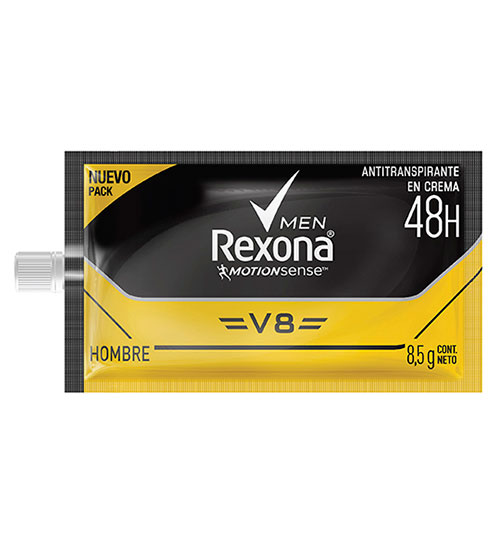 NUEVO
PACK
ANTITRANSPIRANTE
EN CREMA
48H
MEN
Rexona®
MOTIONsense™
V8
HOMBRE
8,5 g CONT.
NETO